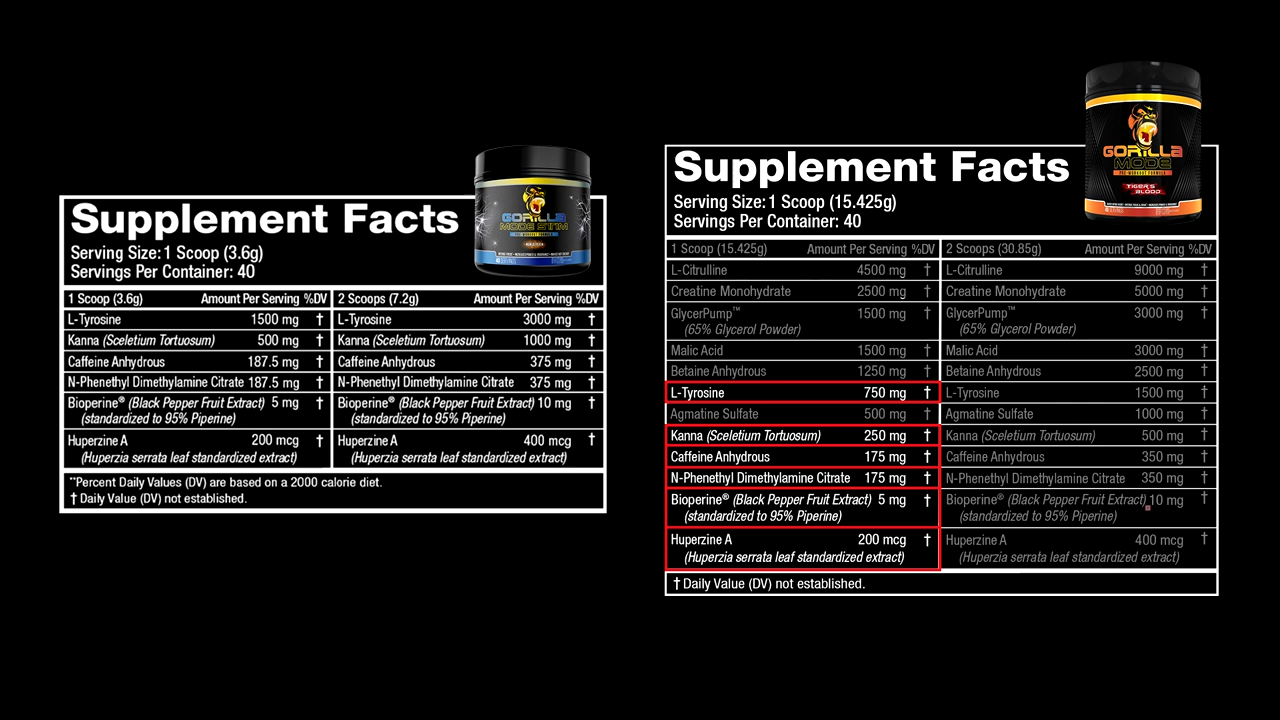 Supplement Facts
Serving Size: 1 Scoop (3.6g)
Servings Per Container: 40
1 Scoop (3.6g) Amount Per Serving %DV 2 Scoops (7.2g) Amount Per Serving %DV
L-Tyrosine 1500 mg † L-Tyrosine 3000 mg †
Kanna (Sceletium Tortuosum) 500 mg † Kanna (Sceletium Tortuosum) 1000 mg †
Caffeine Anhydrous 187.5 mg † Caffeine Anhydrous 375 mg †
N-Phenethyl Dimethylamine Citrate 187.5 mg † N-Phenethyl Dimethylamine Citrate 375 mg †
Bioperine® (Black Pepper Fruit Extract) 5 mg † Bioperine® (Black Pepper Fruit Extract) 10 mg †
(standardized to 95% Piperine) (standardized to 95% Piperine)
Huperzine A 200 mcg † Huperzine A 400 mcg †
(Huperzia serrata leaf standardized extract) (Huperzia serrata leaf standardized extract)
**Percent Daily Values (DV) are based on a 2000 calorie diet.
† Daily Value (DV) not established.
GORILLA
MODE STIM
Supplement Facts
Serving Size: 1 Scoop (15.425g)
Servings Per Container: 40
1 Scoop (15.425g) Amount Per Serving %DV 2 Scoops (30.85g) Amount Per Serving %DV
L-Citrulline 4500 mg † L-Citrulline 9000 mg †
Creatine Monohydrate 2500 mg † Creatine Monohydrate 5000 mg †
GlycerPump™ 1500 mg † GlycerPump™ 3000 mg †
(65% Glycerol Powder) (65% Glycerol Powder)
Malic Acid 1500 mg † Malic Acid 3000 mg †
Betaine Anhydrous 1250 mg † Betaine Anhydrous 2500 mg †
L-Tyrosine 750 mg † L-Tyrosine 1500 mg †
Agmatine Sulfate 500 mg † Agmatine Sulfate 1000 mg †
Kanna (Sceletium Tortuosum) 250 mg † Kanna (Sceletium Tortuosum) 500 mg †
Caffeine Anhydrous 175 mg † Caffeine Anhydrous 350 mg †
N-Phenethyl Dimethylamine Citrate 175 mg † N-Phenethyl Dimethylamine Citrate 350 mg †
Bioperine® (Black Pepper Fruit Extract) 5 mg † Bioperine® (Black Pepper Fruit Extract) 10 mg †
(standardized to 95% Piperine) (standardized to 95% Piperine)
Huperzine A 200 mcg † Huperzine A 400 mcg †
(Huperzia serrata leaf standardized extract) (Huperzia serrata leaf standardized extract)
† Daily Value (DV) not established.
GORILLA
MODE
PRE-WORKOUT FORMULA
TIGER'S
BLOOD